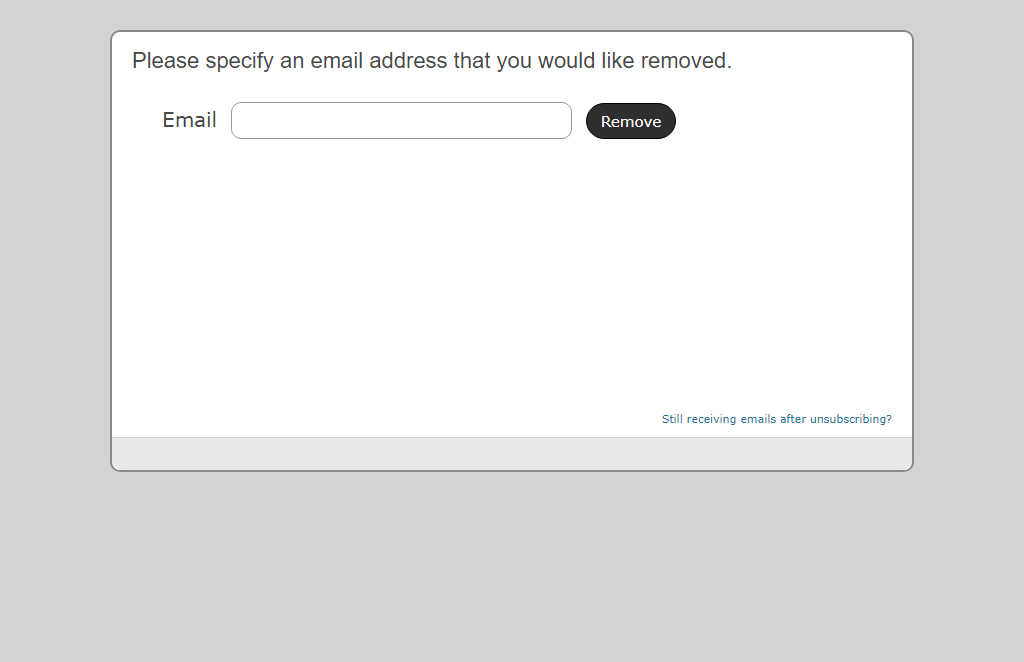 Please specify an email address that you would like removed.
Email
Remove
Still receiving emails after unsubscribing?